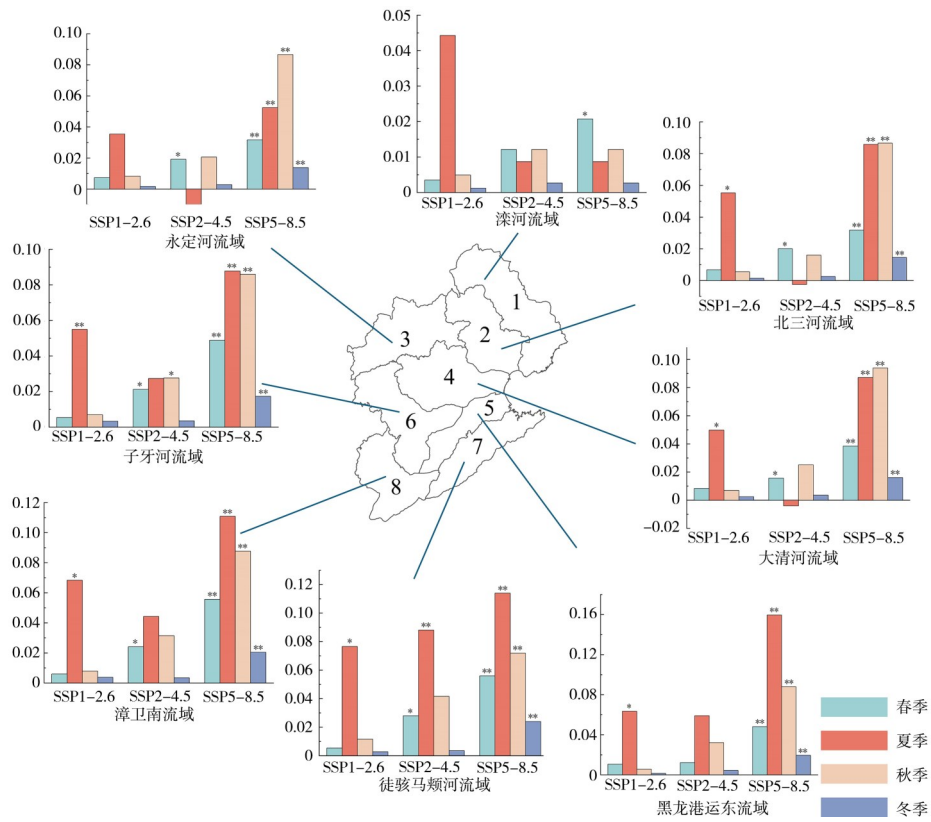 0.10
0.08
0.06
0.04
0.02
0
**
**
**
*
**
SSP1-2.6
SSP2-4.5
SSP5-8.5
永定河流域
0.05
0.04
0.03
0.02
0.01
0
*
SSP1-2.6
SSP2-4.5
SSP5-8.5
滦河流域
0.10
0.08
0.06
0.04
0.02
0
*
*
**
**
**
**
SSP1-2.6
SSP2-4.5
SSP5-8.5
北三河流域
0.10
0.08
0.06
0.04
0.02
0
**
*
*
**
**
**
**
SSP1-2.6
SSP2-4.5
SSP5-8.5
子牙河流域
1
2
3
4
5
6
7
8
0.10
0.08
0.06
0.04
0.02
0
-0.02
*
*
**
**
**
**
SSP1-2.6
SSP2-4.5
SSP5-8.5
大清河流域
0.12
0.10
0.08
0.06
0.04
0.02
0
*
*
**
**
**
**
SSP1-2.6
SSP2-4.5
SSP5-8.5
漳卫南流域
0.12
0.10
0.08
0.06
0.04
0.02
0
*
*
**
**
**
**
**
SSP1-2.6
SSP2-4.5
SSP5-8.5
徒骇马颊河流域
0.16
0.12
0.08
0.04
0
*
**
**
**
**
SSP1-2.6
SSP2-4.5
SSP5-8.5
黑龙港运东流域
春季
夏季
秋季
冬季